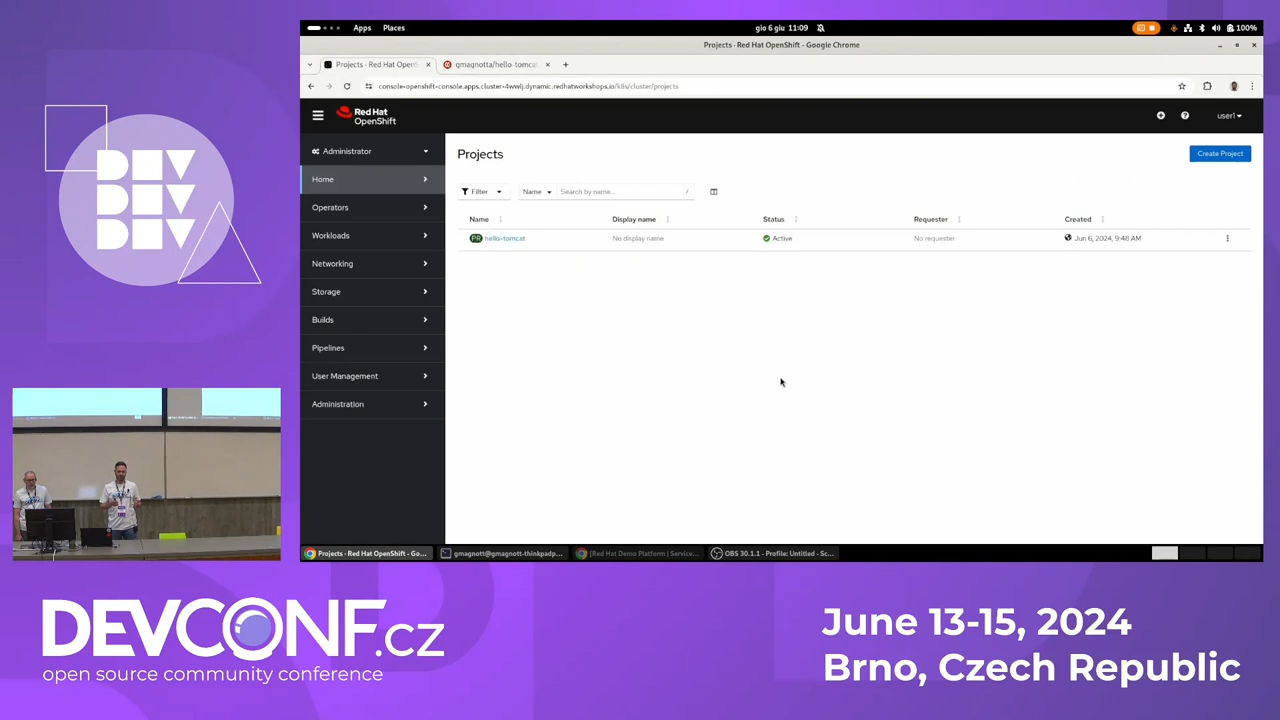 DEV
DEV
DEV
Apps Places gio 6 giu 11:09 100%
Projects · Red Hat OpenShift - Google Chrome
Projects · Red Hat OpenSh gmagnotta/hello-tomcat
console-openshift-console.apps.cluster-4wwlj.dynamic.redhatworkshops.io/k8s/cluster/projects
Red Hat
OpenShift
user1
Administrator
Home
Operators
Workloads
Networking
Storage
Builds
Pipelines
User Management
Administration
Projects
Create Project
Filter Name Search by name... /
Name Display name Status Requester Created
PR hello-tomcat No display name Active No requester Jun 6, 2024, 9:48 AM
Projects · Red Hat OpenShift - Go... gmagnott@gmagnott-thinkpadp... [Red Hat Demo Platform | Service... OBS 30.1.1 - Profile: Untitled - Sc...
DEVCONF.cz
open source community conference
June 13-15, 2024
Brno, Czech Republic